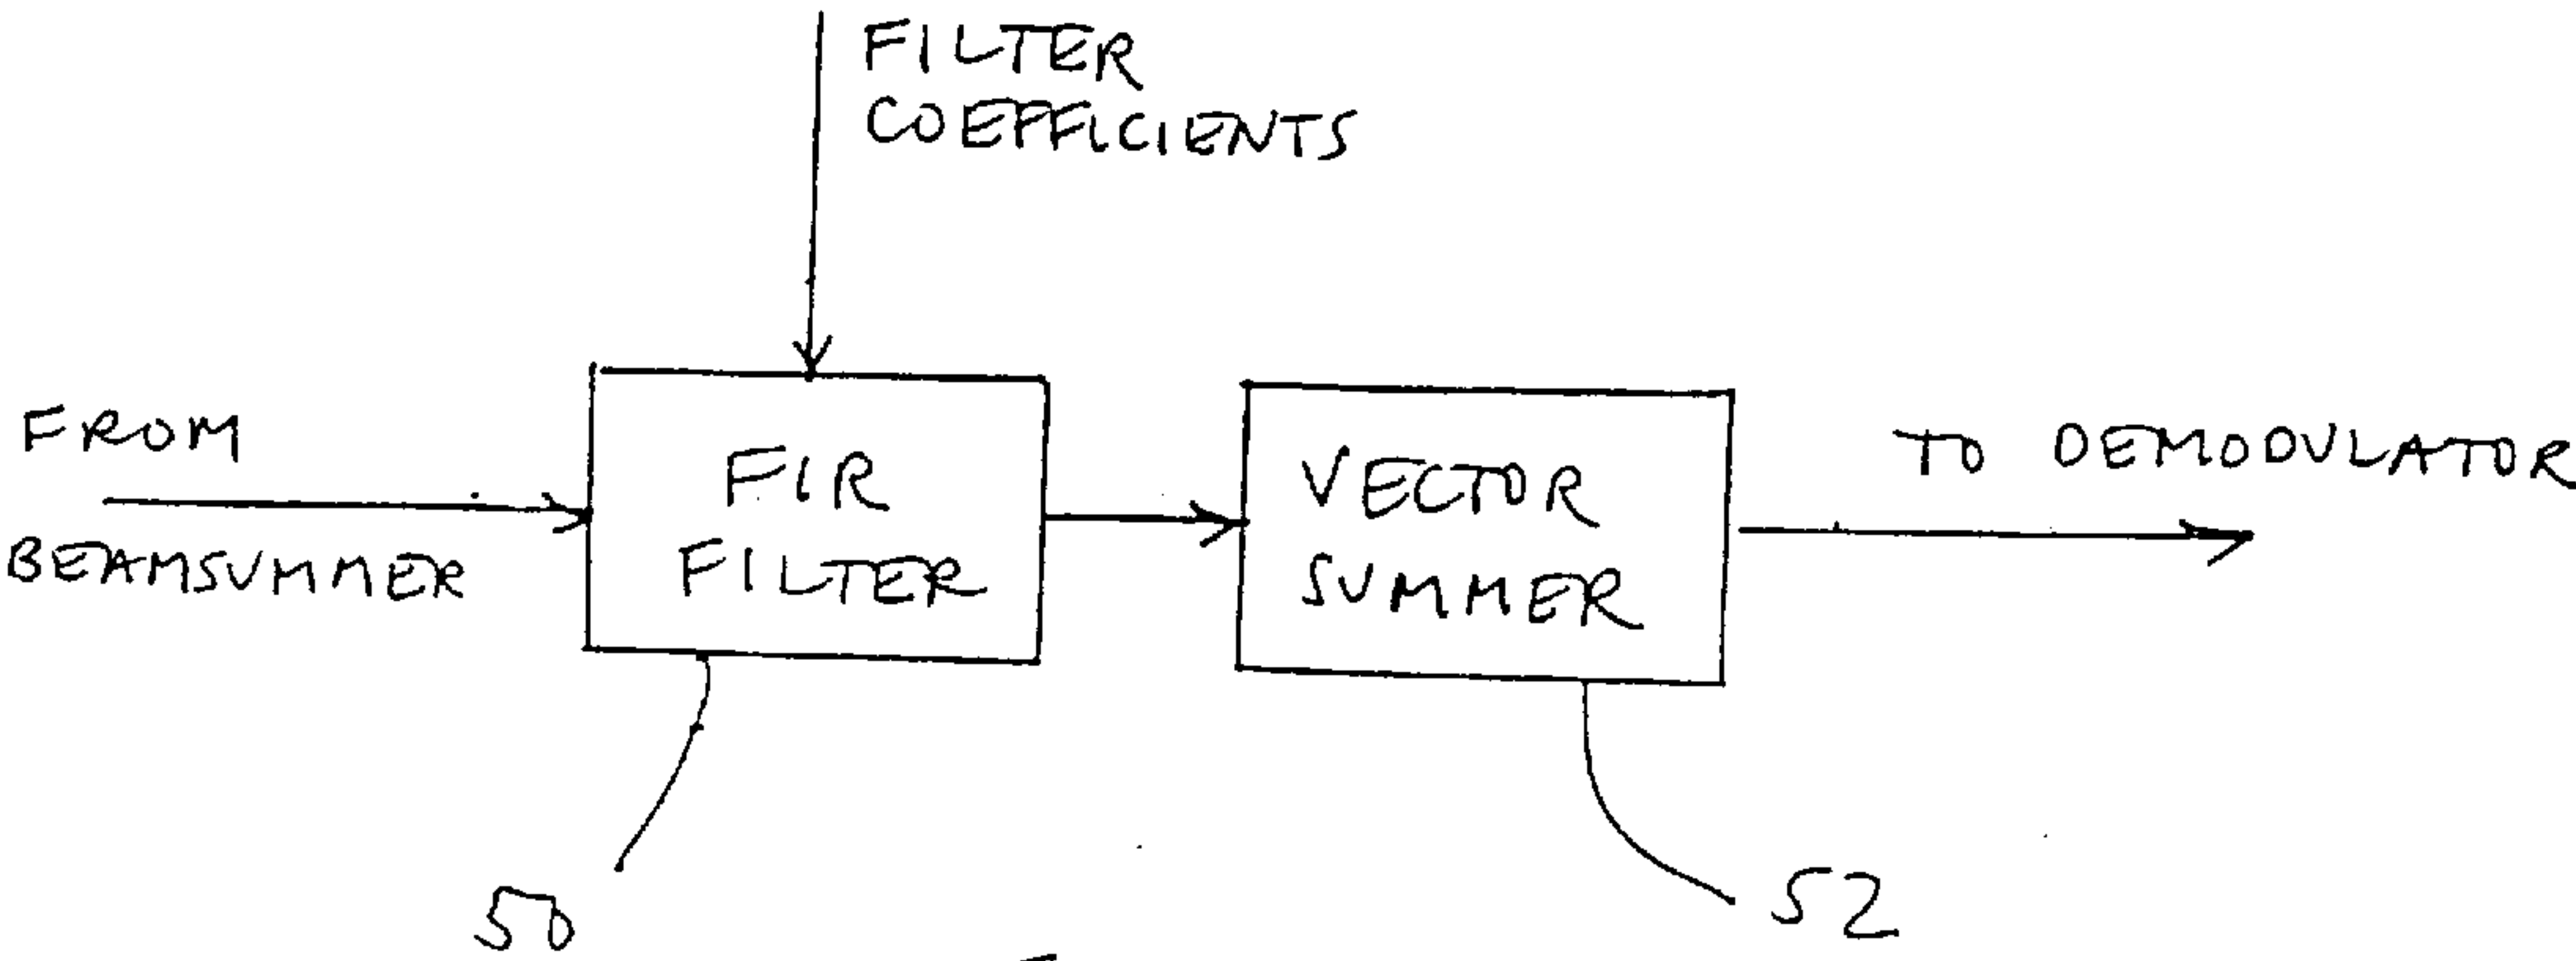 FILTER
COEFFICIENTS
FROM
BEAMSUMMER
FIR
FILTER
VECTOR
SUMMER
TO DEMODULATOR
50
52